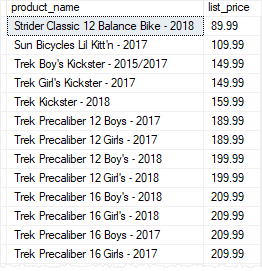 product_name list_price
Strider Classic 12 Balance Bike - 2018 89.99
Sun Bicycles Lil Kitt'n - 2017 109.99
Trek Boy's Kickster - 2015/2017 149.99
Trek Girl's Kickster - 2017 149.99
Trek Kickster - 2018 159.99
Trek Precaliber 12 Boys - 2017 189.99
Trek Precaliber 12 Girls - 2017 189.99
Trek Precaliber 12 Boy's - 2018 199.99
Trek Precaliber 12 Girl's - 2018 199.99
Trek Precaliber 16 Boy's - 2018 209.99
Trek Precaliber 16 Girl's - 2018 209.99
Trek Precaliber 16 Boys - 2017 209.99
Trek Precaliber 16 Girls - 2017 209.99